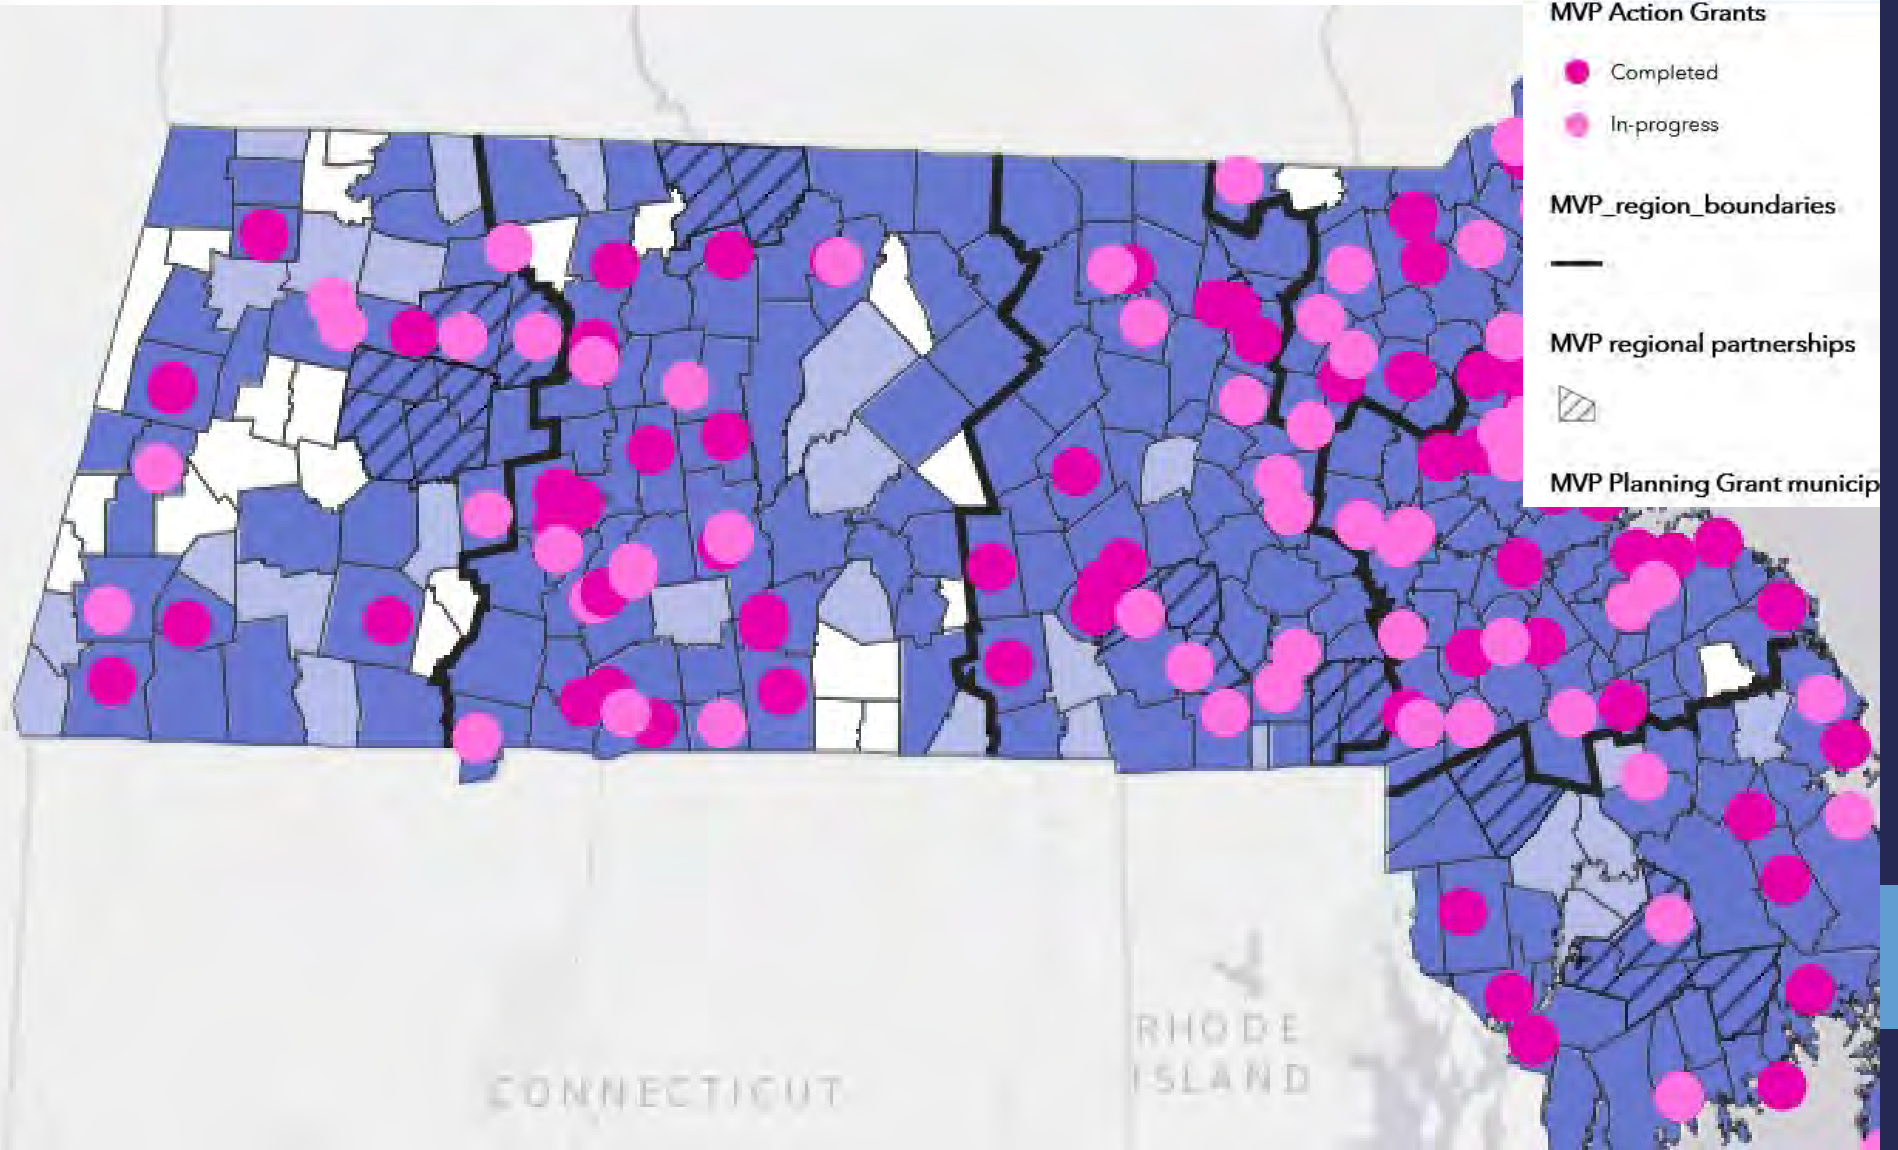 MVP Action Grants
Completed
In-progress
MVP_region_boundaries
MVP regional partnerships
MVP Planning Grant municip
CONNECTICUT
RHODE
ISLAND